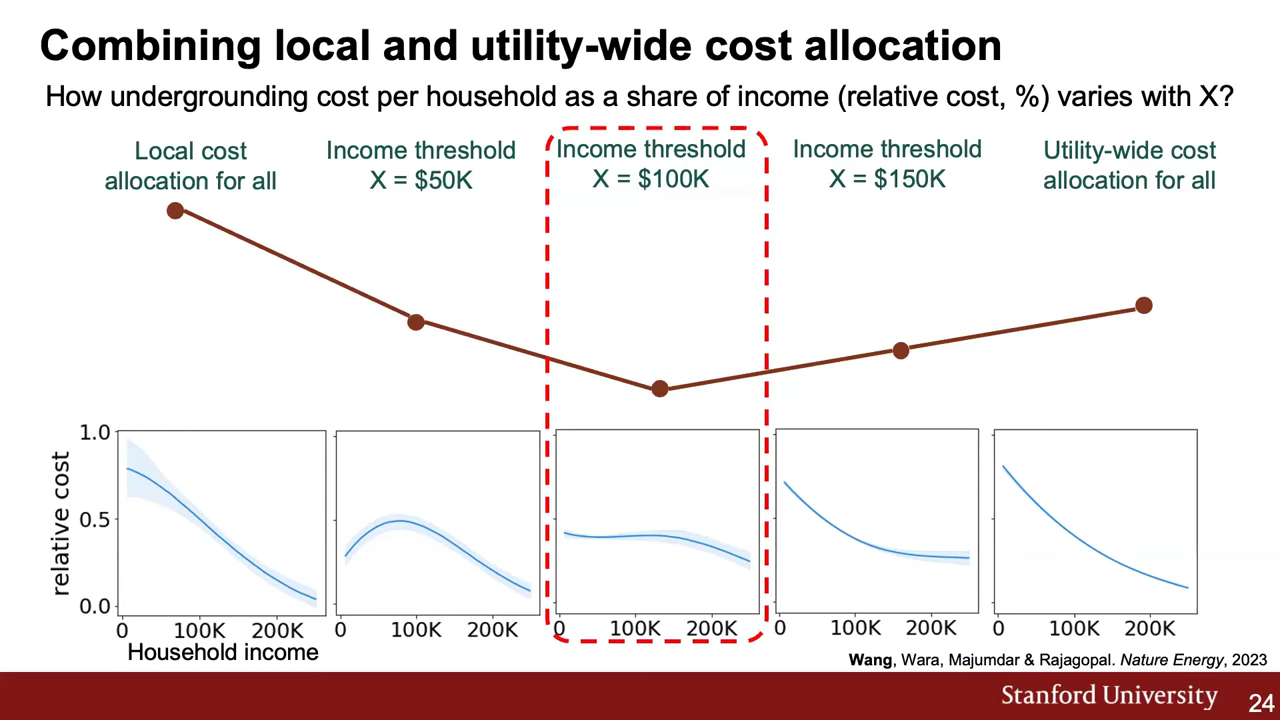 Combining local and utility-wide cost allocation
How undergrounding cost per household as a share of income (relative cost, %) varies with X?
Local cost
allocation for all
Income threshold
X = $50K
Income threshold
X = $100K
Income threshold
X = $150K
Utility-wide cost
allocation for all
relative cost
1.0
0.5
0.0
0 100K 200K
0 100K 200K
0 100K 200K
0 100K 200K
0 100K 200K
Household income
Wang, Wara, Majumdar & Rajagopal. Nature Energy, 2023
Stanford University
24